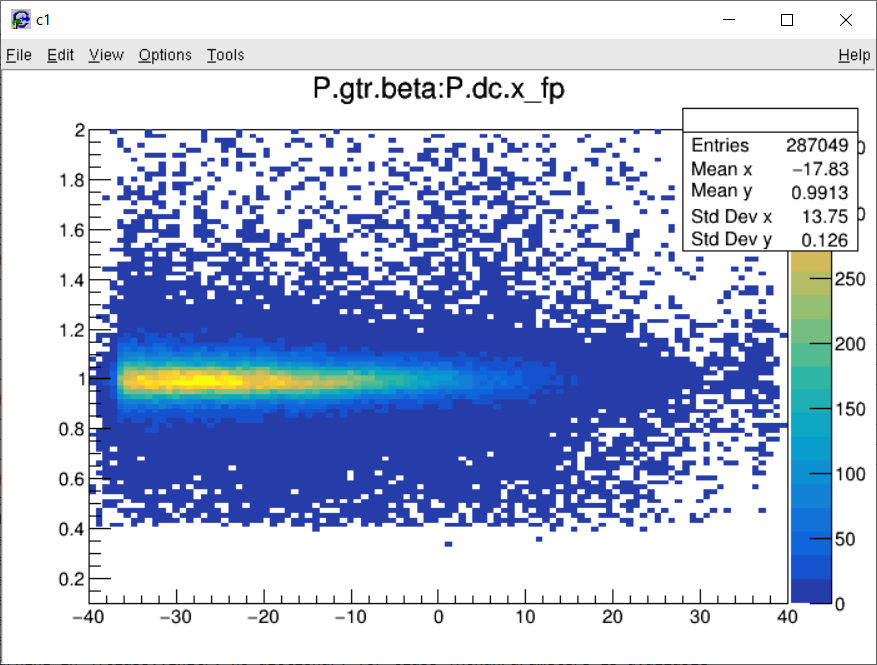 c1
File Edit View Options Tools Help
P.gtr.beta:P.dc.x_fp
Entries 287049
Mean x −17.83
Mean y 0.9913
Std Dev x 13.75
Std Dev y 0.126
2
1.8
1.6
1.4
1.2
1
0.8
0.6
0.4
0.2
−40 −30 −20 −10 0 10 20 30 40
250
200
150
100
50
0